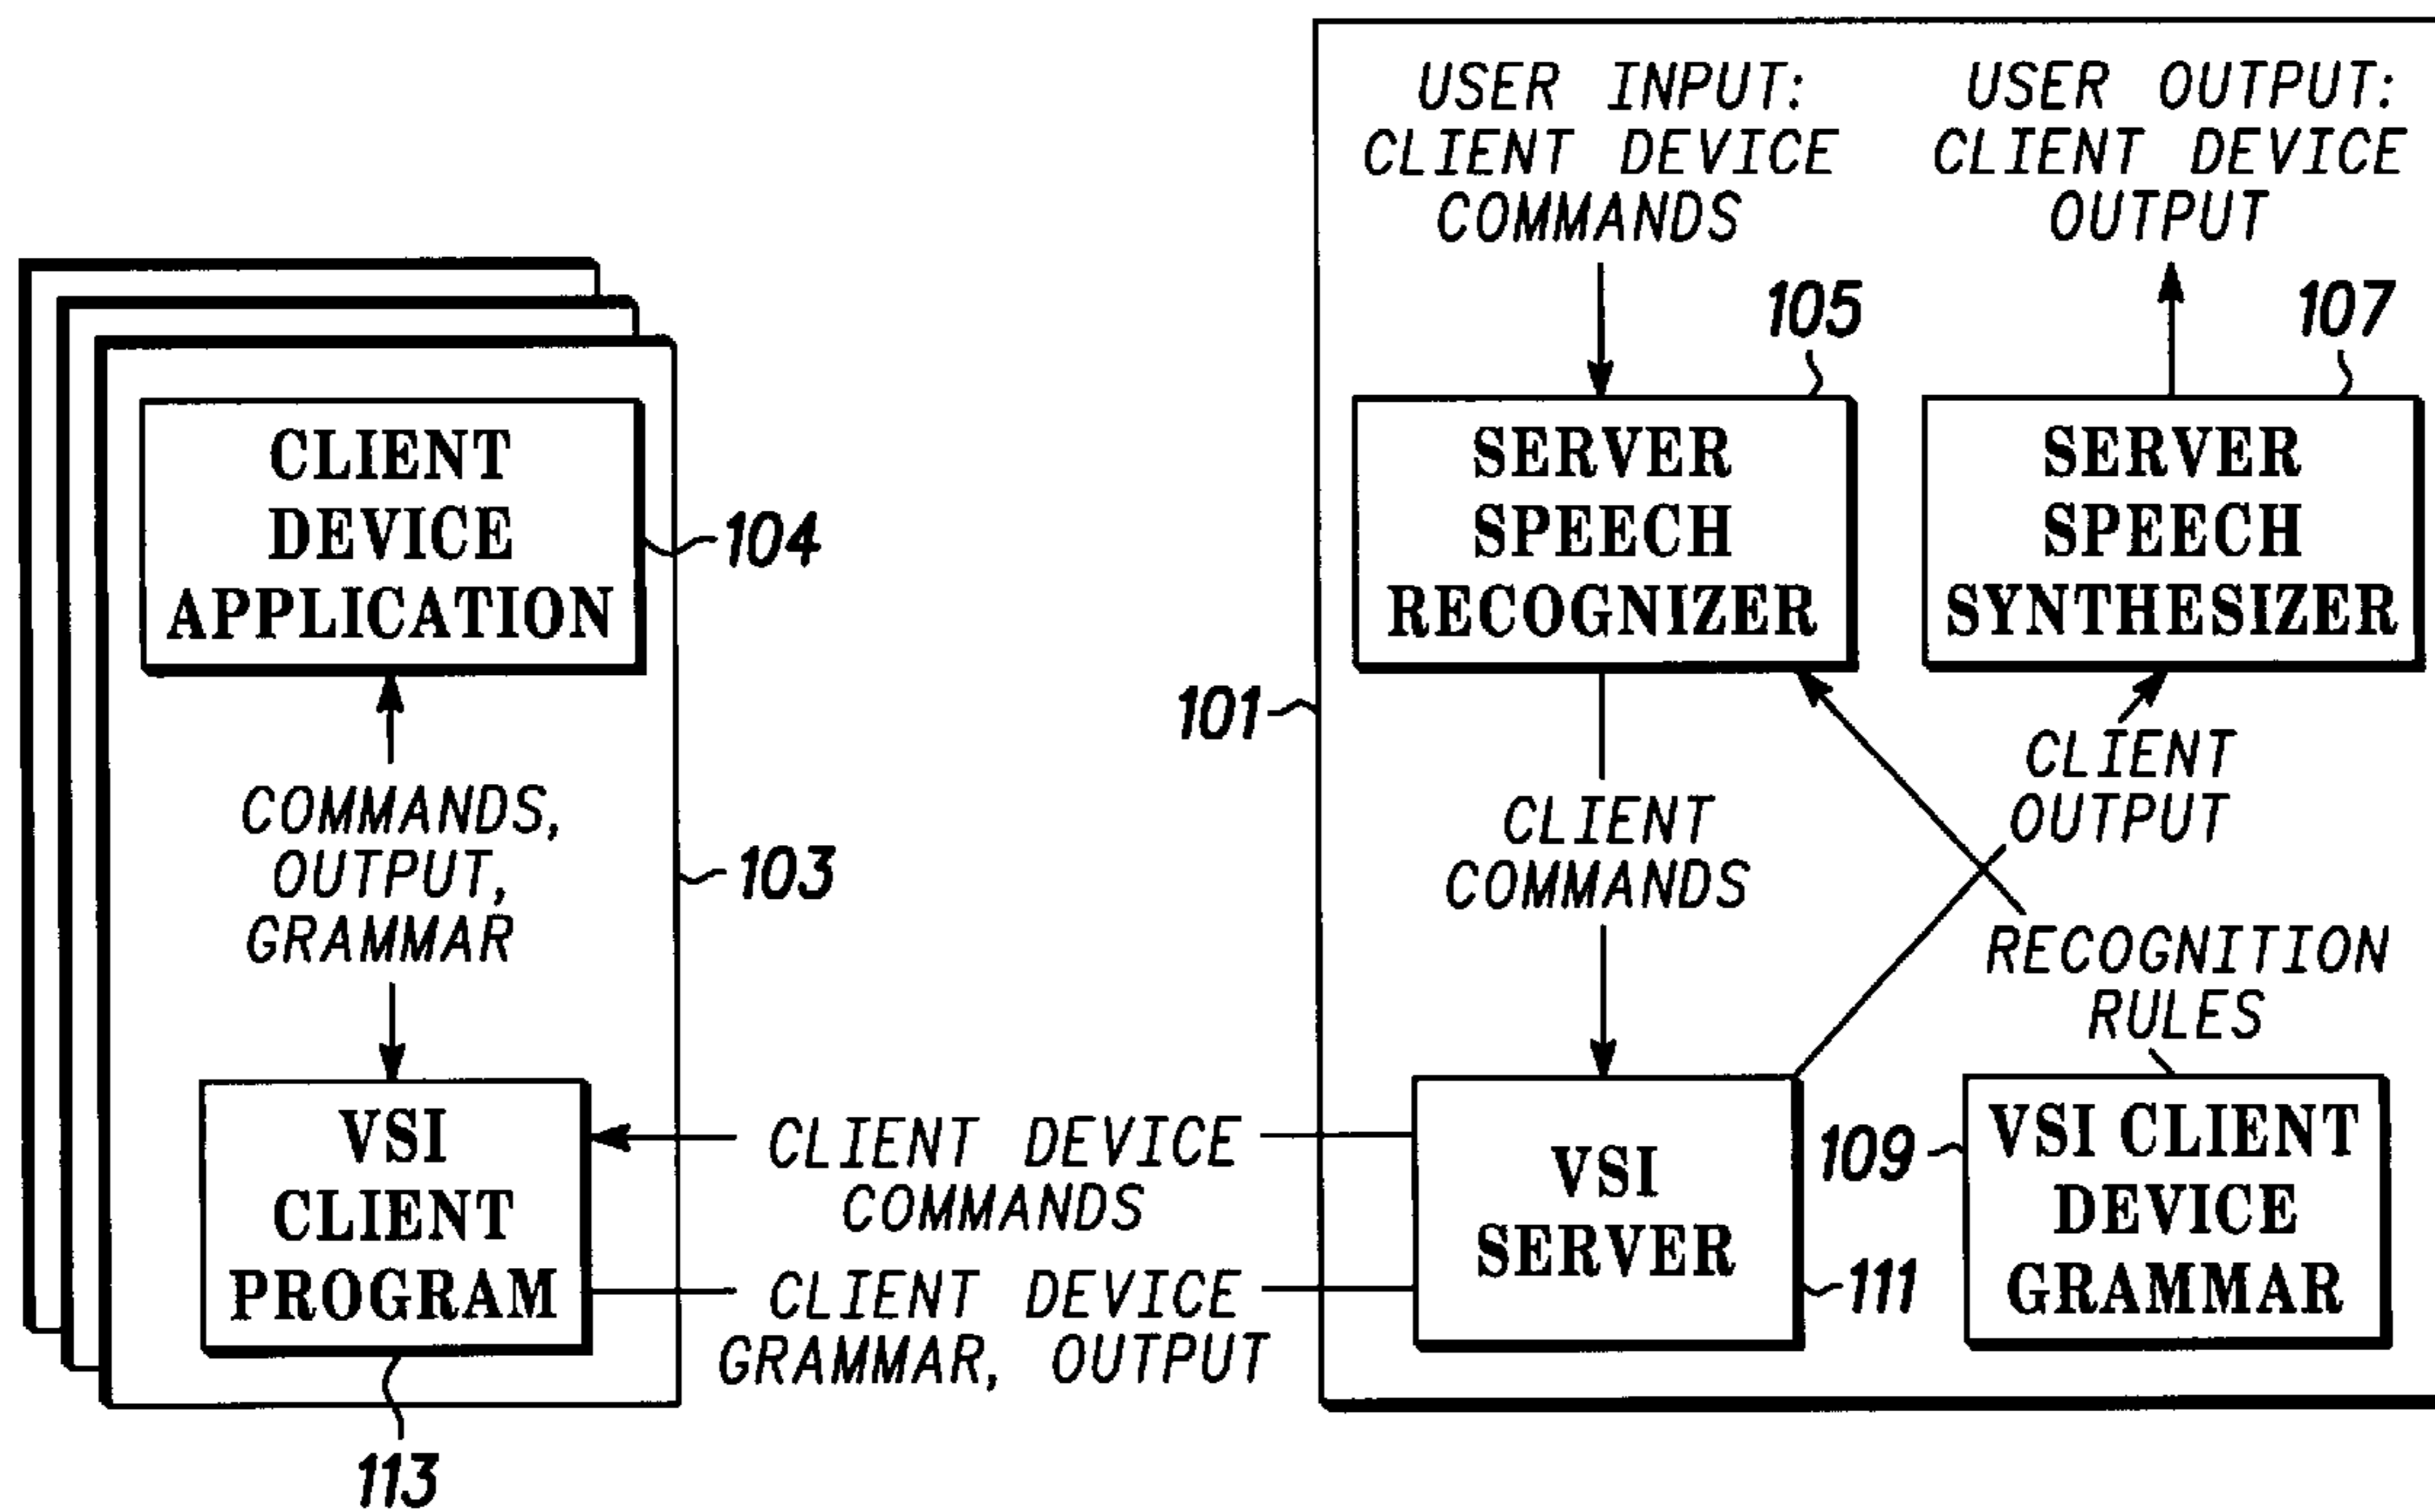 CLIENT
DEVICE
APPLICATION
104
COMMANDS,
OUTPUT,
GRAMMAR
103
VSI
CLIENT
PROGRAM
113
CLIENT DEVICE
COMMANDS
CLIENT DEVICE
GRAMMAR, OUTPUT
101
USER INPUT:
CLIENT DEVICE
COMMANDS
USER OUTPUT:
CLIENT DEVICE
OUTPUT
105
107
SERVER
SPEECH
RECOGNIZER
SERVER
SPEECH
SYNTHESIZER
CLIENT
COMMANDS
CLIENT
OUTPUT
RECOGNITION
RULES
VSI
SERVER
111
109
VSI CLIENT
DEVICE
GRAMMAR